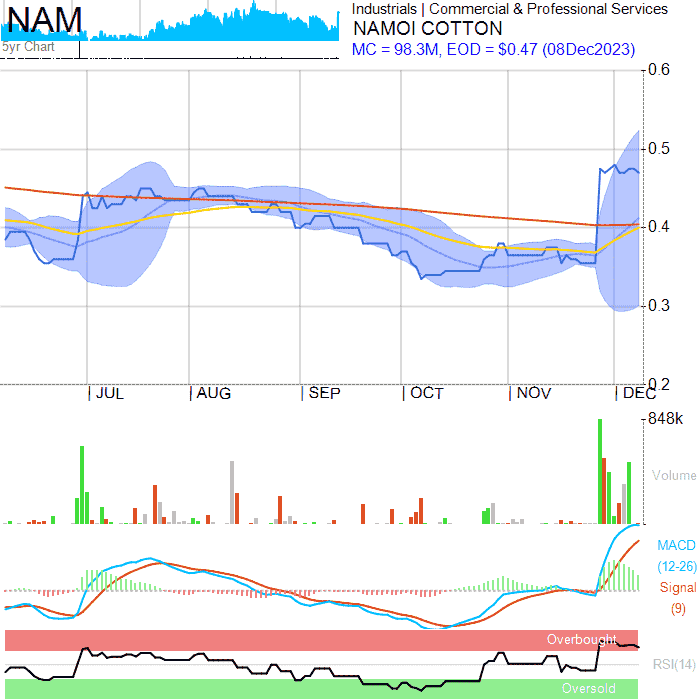 NAM
5yr Chart
Industrials | Commercial & Professional Services
NAMOI COTTON
MC = 98.3M, EOD = $0.47 (08Dec2023)
0.6
0.5
0.4
0.3
0.2
JUL AUG SEP OCT NOV DEC
848k
Volume
MACD
(12-26)
Signal
(9)
Overbought
RSI(14)
Oversold